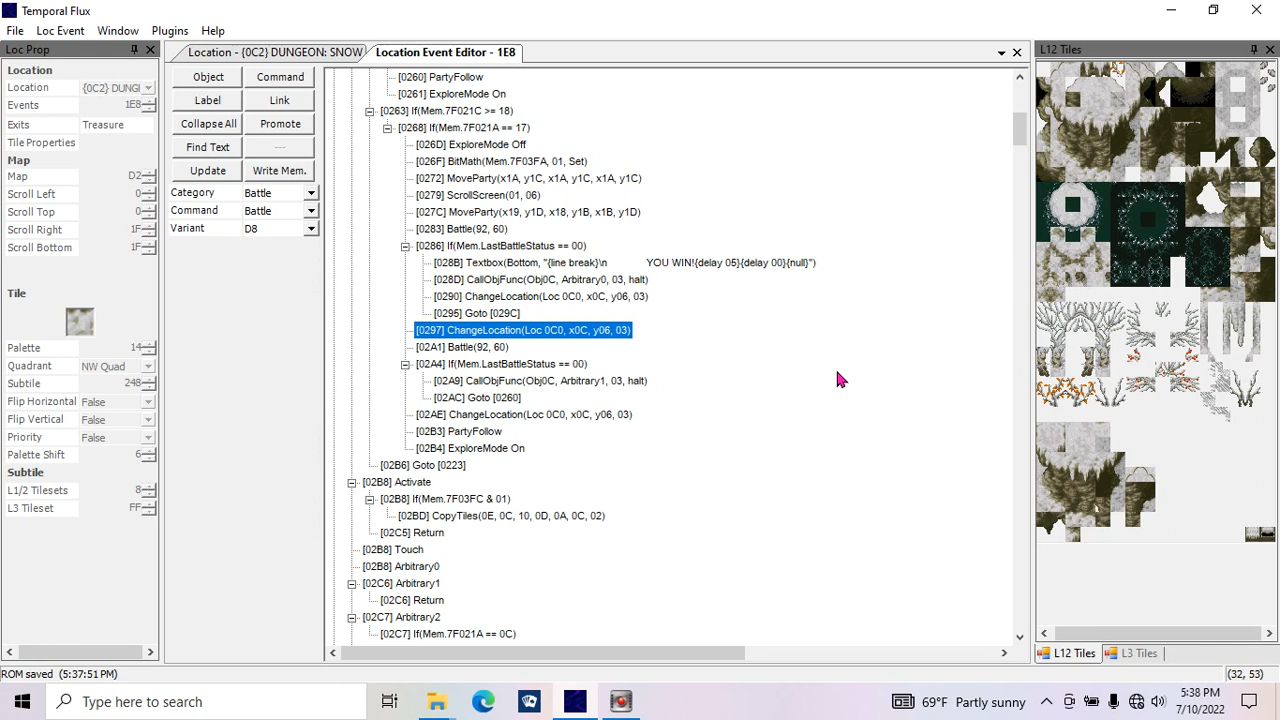 Temporal Flux
File Loc Event Window Plugins Help
Loc Prop
Location - {0C2} DUNGEON: SNOW
Location Event Editor - 1E8
L12 Tiles
Location
Location {0C2} DUNGI
Events 1E8
Exits Treasure
Tile Properties
Map
Map D2
Scroll Left 0
Scroll Top 0
Scroll Right 1F
Scroll Bottom 1F
Tile
Palette 14
Quadrant NW Quad
Subtile 248
Flip Horizontal False
Flip Vertical False
Priority False
Palette Shift 6
Subtile
L1/2 Tilesets 8
L3 Tileset FF
Object Command
Label Link
Collapse All Promote
Find Text ---
Update Write Mem.
Category Battle
Command Battle
Variant D8
[0260] PartyFollow
[0261] ExploreMode On
[0263] If(Mem.7F021C >= 18)
[0268] If(Mem.7F021A == 17)
[026D] ExploreMode Off
[026F] BitMath(Mem.7F03FA, 01, Set)
[0272] MoveParty(x1A, y1C, x1A, y1C, x1A, y1C)
[0279] ScrollScreen(01, 06)
[027C] MoveParty(x19, y1D, x18, y1B, x1B, y1D)
[0283] Battle(92, 60)
[0286] If(Mem.LastBattleStatus == 00)
[028B] Textbox(Bottom, "{line break}\n YOU WIN!{delay 05}{delay 00}{null}")
[028D] CallObjFunc(Obj0C, Arbitrary0, 03, halt)
[0290] ChangeLocation(Loc 0C0, x0C, y06, 03)
[0295] Goto [029C]
[0297] ChangeLocation(Loc 0C0, x0C, y06, 03)
[02A1] Battle(92, 60)
[02A4] If(Mem.LastBattleStatus == 00)
[02A9] CallObjFunc(Obj0C, Arbitrary1, 03, halt)
[02AC] Goto [0260]
[02AE] ChangeLocation(Loc 0C0, x0C, y06, 03)
[02B3] PartyFollow
[02B4] ExploreMode On
[02B6] Goto [0223]
[02B8] Activate
[02B8] If(Mem.7F03FC & 01)
[02BD] CopyTiles(0E, 0C, 10, 0D, 0A, 0C, 02)
[02C5] Return
[02B8] Touch
[02B8] Arbitrary0
[02C6] Arbitrary1
[02C6] Return
[02C7] Arbitrary2
[02C7] If(Mem.7F021A == 0C)
L12 Tiles L3 Tiles
ROM saved (5:37:51 PM)
(32, 53)
Type here to search
69°F Partly sunny
5:38 PM
7/10/2022